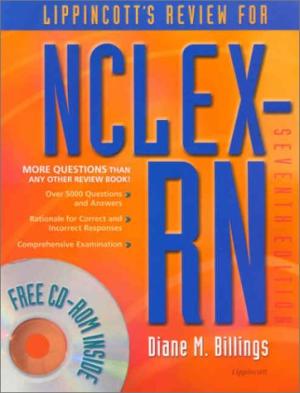 LIPPINCOTT'S REVIEW FOR
NCLEX-
RN
SEVENTH EDITION
MORE QUESTIONS THAN
ANY OTHER REVIEW BOOK!
Over 5000 Questions
and Answers
Rationale for Correct and
Incorrect Responses
Comprehensive Examination
FREE CD-ROM INSIDE
Diane M. Billings
Lippincott